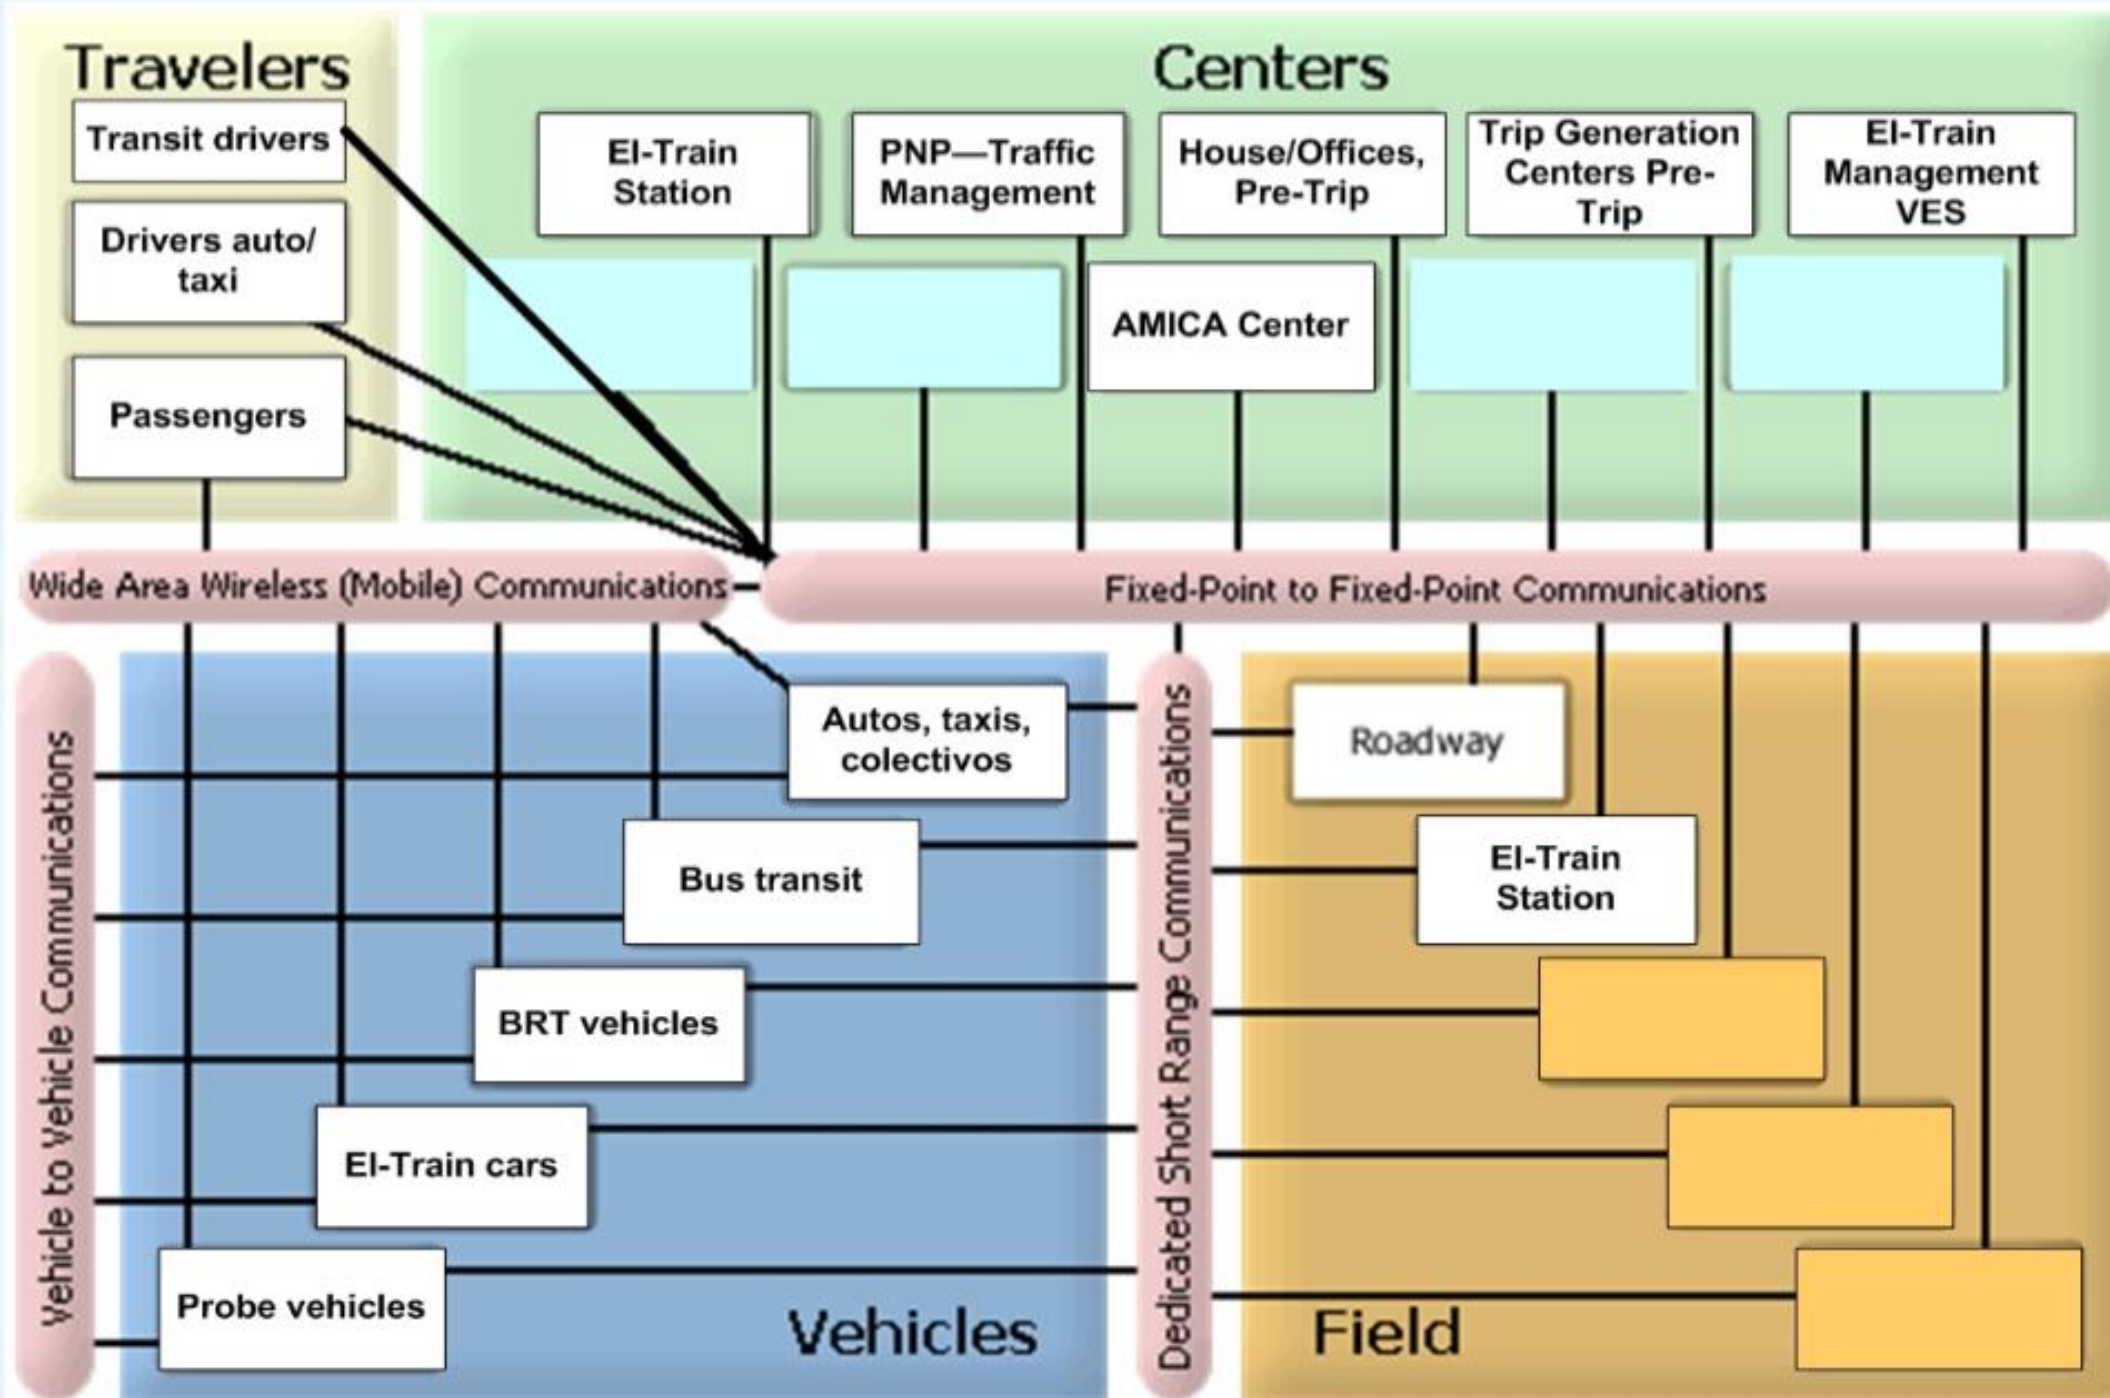 Travelers
Transit drivers
Drivers auto/
taxi
Passengers
Centers
El-Train
Station
PNP—Traffic
Management
House/Offices,
Pre-Trip
Trip Generation
Centers Pre-
Trip
El-Train
Management
VES
AMICA Center
Wide Area Wireless (Mobile) Communications
Fixed-Point to Fixed-Point Communications
Vehicle to Vehicle Communications
Autos, taxis,
colectivos
Bus transit
BRT vehicles
El-Train cars
Probe vehicles
Vehicles
Dedicated Short Range Communications
Roadway
El-Train
Station
Field